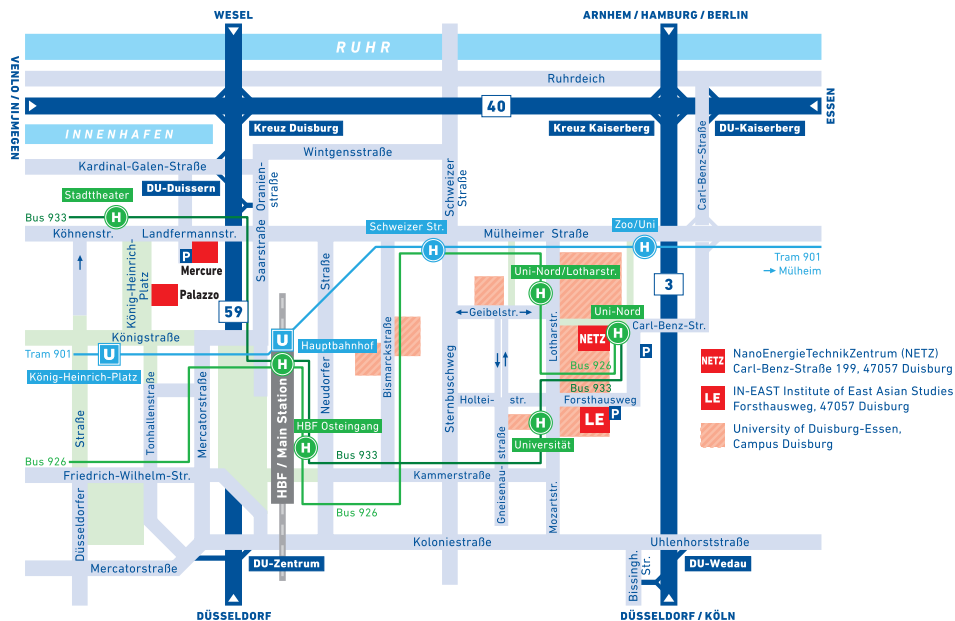 WESEL
ARNHEM / HAMBURG / BERLIN
VENLO / NIJMEGEN
RUHR
Ruhrdeich
40
ESSEN
Kreuz Duisburg
Kreuz Kaiserberg
DU-Kaiserberg
INNENHAFEN
Wintgensstraße
Kardinal-Galen-Straße
DU-Duissern
Oranien-
straße
Schweizer
Straße
Carl-Benz-Straße
Stadttheater
H
Bus 933
Köhnenstr.
Landfermannstr.
Schweizer Str.
H
Mülheimer Straße
Zoo/Uni
H
Tram 901
→ Mülheim
König-Heinrich-
Platz
P
Mercure
Palazzo
Saarstraße
Straße
Uni-Nord/Lotharstr.
H
3
59
Geibelstr.
Uni-Nord
H
Carl-Benz-Str.
Königstraße
U
Hauptbahnhof
Bismarckstraße
Lotharstr.
NETZ
P
Tram 901
U
König-Heinrich-Platz
H
Bus 926
Bus 933
NETZ
NanoEnergieTechnikZentrum (NETZ)
Carl-Benz-Straße 199, 47057 Duisburg
LE
IN-EAST Institute of East Asian Studies
Forsthausweg, 47057 Duisburg
University of Duisburg-Essen,
Campus Duisburg
Straße
Tonhallenstraße
Mercatorstraße
Neudorfer
Sternbuschweg
Holtei-
str.
Forsthausweg
LE
P
HBF Osteingang
H
H
Universität
Bus 926
Bus 933
HBF / Main Station
Friedrich-Wilhelm-Str.
Kammerstraße
Gneisenau-
straße
Mozartstr.
Bus 926
Düsseldorfer
Koloniestraße
Uhlenhorststraße
Mercatorstraße
DU-Zentrum
Bissingh.
Str.
DU-Wedau
DÜSSELDORF
DÜSSELDORF / KÖLN